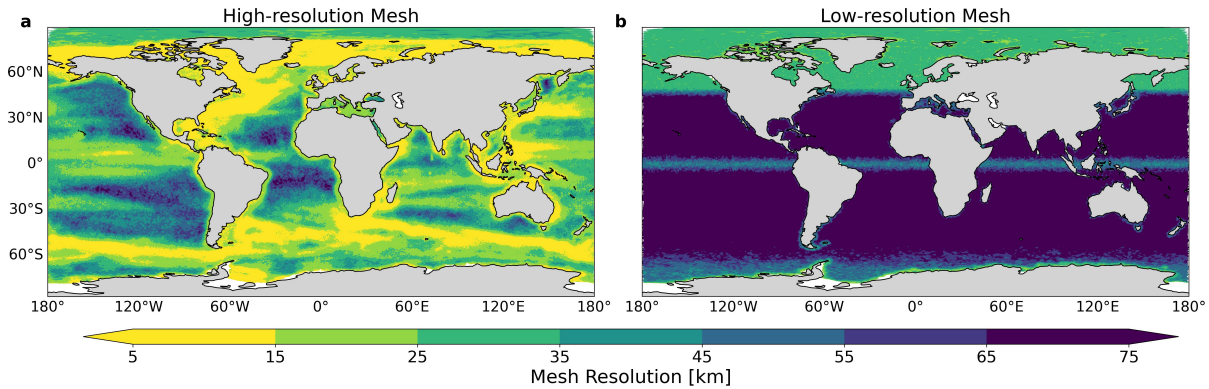 a High-resolution Mesh
b Low-resolution Mesh
60°N
30°N
0°
30°S
60°S
180° 120°W 60°W 0° 60°E 120°E 180°
180° 120°W 60°W 0° 60°E 120°E 180°
5 15 25 35 45 55 65 75
Mesh Resolution [km]